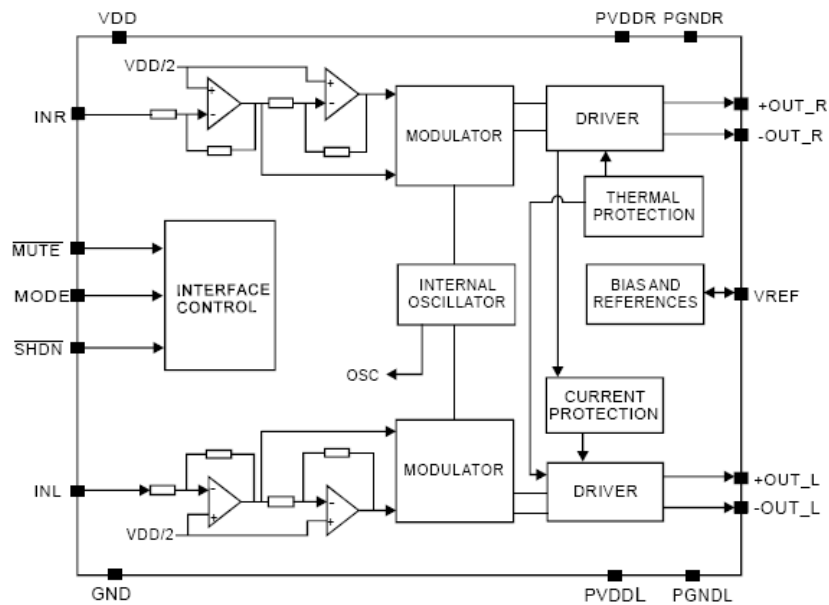 VDD
PVDDR
PGNDR
VDD/2
INR
MODULATOR
DRIVER
+OUT_R
-OUT_R
THERMAL
PROTECTION
MUTE
MODE
SHDN
INTERFACE
CONTROL
INTERNAL
OSCILLATOR
BIAS AND
REFERENCES
VREF
OSC
CURRENT
PROTECTION
MODULATOR
DRIVER
INL
VDD/2
+OUT_L
-OUT_L
GND
PVDDL
PGNDL